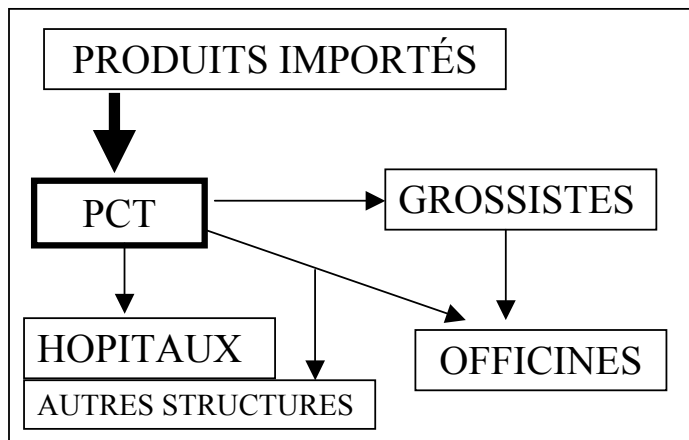 PRODUITS IMPORTÉS
PCT
GROSSISTES
HOPITAUX
OFFICINES
AUTRES STRUCTURES